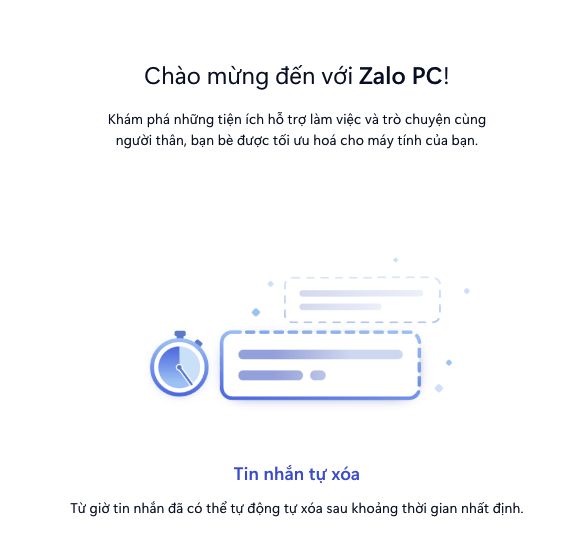 Chào mừng đến với Zalo PC!
Khám phá những tiện ích hỗ trợ làm việc và trò chuyện cùng
người thân, bạn bè được tối ưu hoá cho máy tính của bạn.
Tin nhắn tự xóa
Từ giờ tin nhắn đã có thể tự động tự xóa sau khoảng thời gian nhất định.